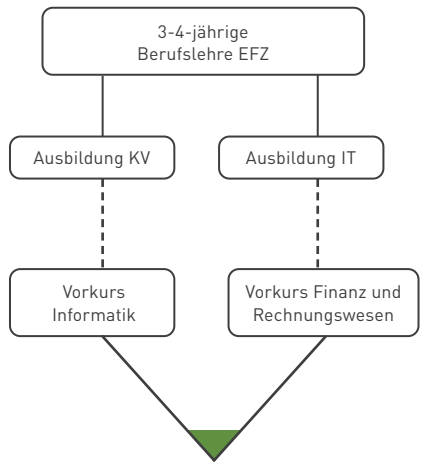 3-4-jährige
Berufslehre EFZ
Ausbildung KV
Ausbildung IT
Vorkurs
Informatik
Vorkurs Finanz und
Rechnungswesen